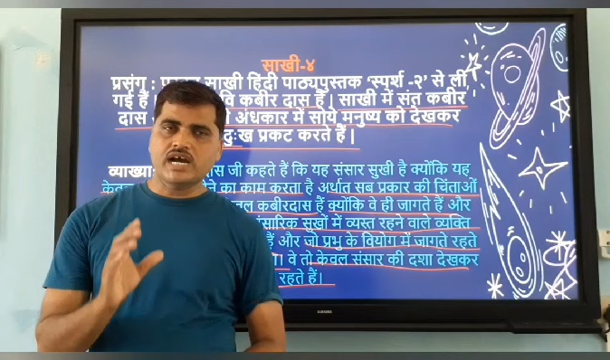 साखी-४
प्रसंग : साखी हिंदी पाठ्यपुस्तक ‘स्पर्श -२’ से ली
गई है कबीर दास हैं। साखी में संत कबीर
दास अंधकार में सोये मनुष्य को देखकर
दुःख प्रकट करते हैं।
व्याख्या: दास जी कहते हैं कि यह संसार सुखी है क्योंकि यह
का काम करता है अर्थात सब प्रकार की चिंताओं
कबीरदास हैं क्योंकि वे ही जागते हैं और
सुखों में व्यस्त रहने वाले व्यक्ति
हैं और जो प्रभु के वियोग में जागते रहते
। वे तो केवल संसार की दशा देखकर
रहते हैं।
SAMSUNG